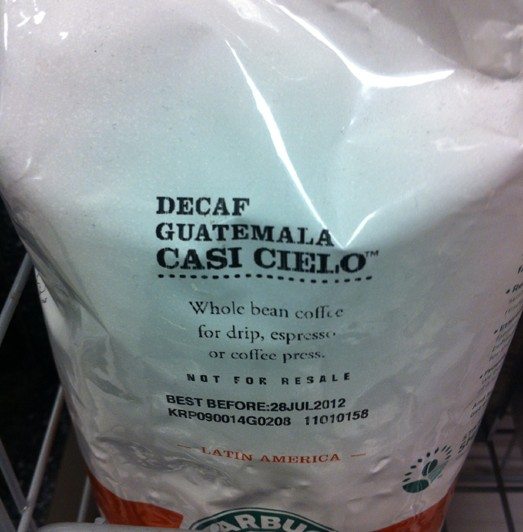 DECAF
GUATEMALA
CASI CIELO™
Whole bean coffee
for drip, espresso
or coffee press.
NOT FOR RESALE
BEST BEFORE:28JUL2012
KRP090014G0208 11010158
— LATIN AMERICA —